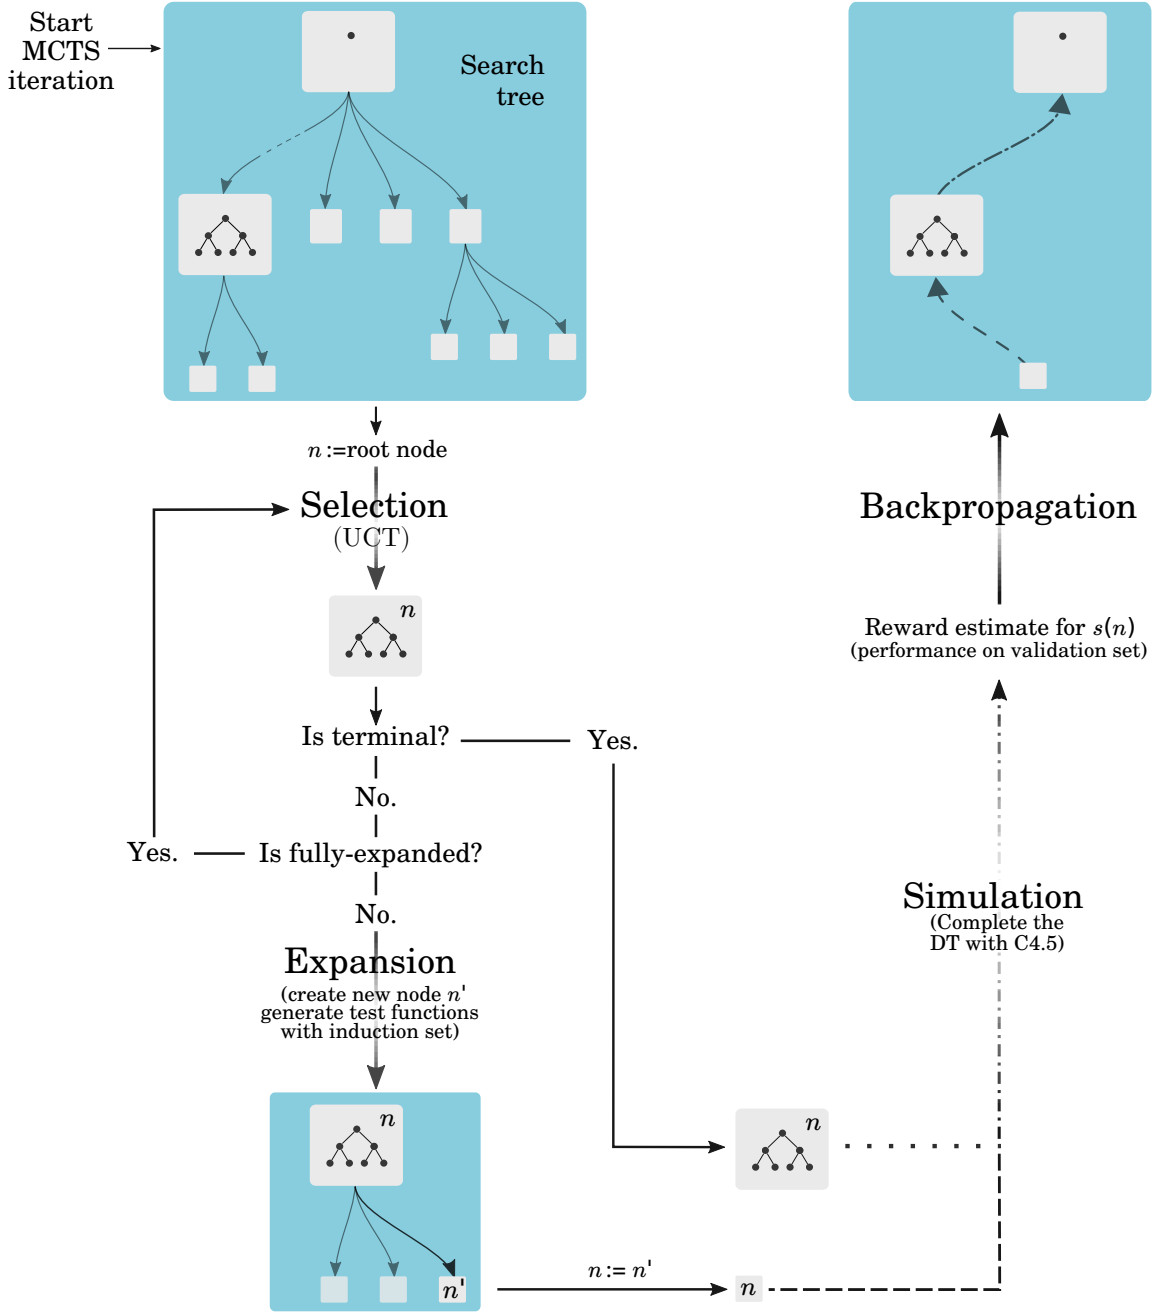 Start
MCTS
iteration
Search
tree
n :=root node
Selection
(UCT)
n
Is terminal?
Yes.
No.
Yes.
Is fully-expanded?
No.
Expansion
(create new node n'
generate test functions
with induction set)
n
n'
n := n'
n
n
Simulation
(Complete the
DT with C4.5)
Reward estimate for s(n)
(performance on validation set)
Backpropagation